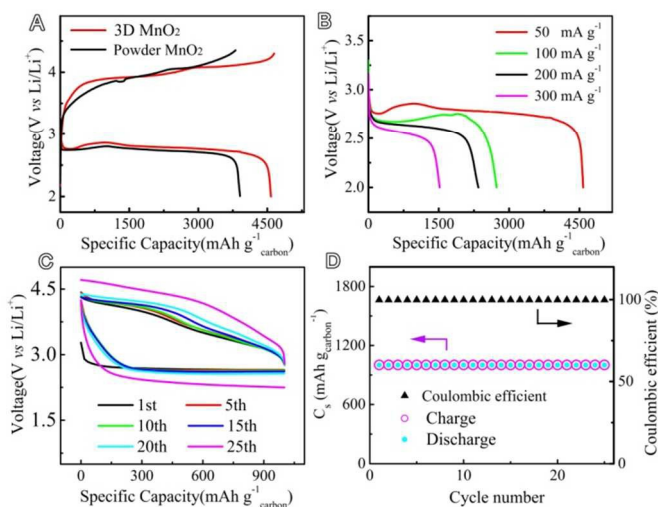 A
3D MnO₂
Powder MnO₂
Voltage(V vs Li/Li⁺)
4
3
2
0 1500 3000 4500
Specific Capacity(mAh g⁻¹carbon)
B
50 mA g⁻¹
100 mA g⁻¹
200 mA g⁻¹
300 mA g⁻¹
Voltage(V vs Li/Li⁺)
3.5
3.0
2.5
2.0
0 1500 3000 4500
Specific Capacity(mAh g⁻¹carbon)
C
Voltage(V vs Li/Li⁺)
4.5
3.0
1.5
1st 5th
10th 15th
20th 25th
0 300 600 900
Specific Capacity(mAh g⁻¹carbon)
D
Cs (mAh gcarbon⁻¹)
1800
1500
1200
900
600
300
0
Coulombic efficient
Charge
Discharge
100
50
0
Coulombic efficient (%)
0 10 20
Cycle number